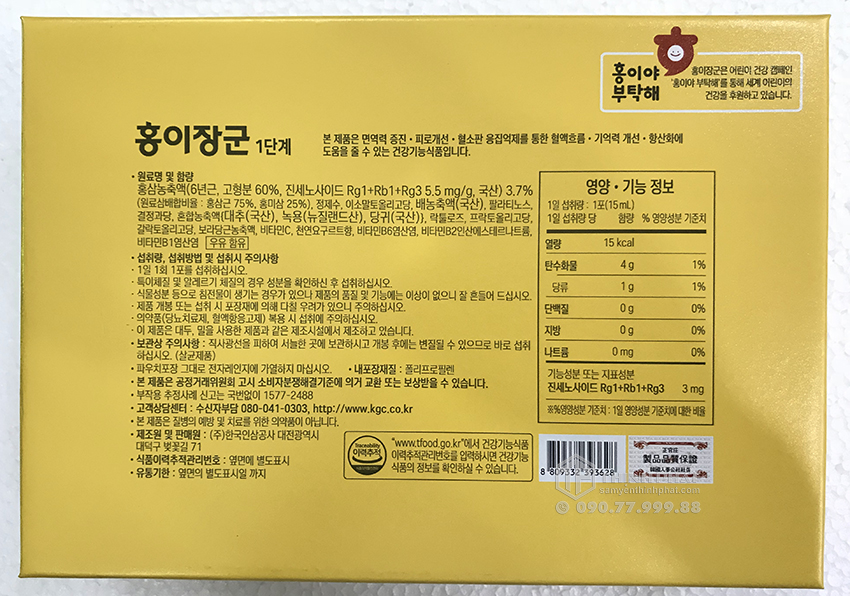 홍이야
부탁해
홍이장군은 어린이 건강 캠페인
'홍이야 부탁해'를 통해 세계 어린이의
건강을 후원하고 있습니다.
홍이장군 1단계
본 제품은 면역력 증진・피로개선・혈소판 응집억제를 통한 혈액흐름・기억력 개선・항산화에
도움을 줄 수 있는 건강기능식품입니다.
・원료명 및 함량
홍삼농축액(6년근, 고형분 60%, 진세노사이드 Rg1+Rb1+Rg3 5.5 mg/g, 국산) 3.7%
(원료삼배합비율 : 홍삼근 75%, 홍미삼 25%), 정제수, 이소말토올리고당, 배농축액(국산), 팔라티노스,
결정과당, 혼합농축액{대추(국산), 녹용(뉴질랜드산), 당귀(국산)}, 락툴로즈, 프락토올리고당,
갈락토올리고당, 보라당근농축액, 비타민C, 천연요구르트향, 비타민B6염산염, 비타민B2인산에스테르나트륨,
비타민B1염산염 우유 함유
・섭취량, 섭취방법 및 섭취시 주의사항
・1일 1회 1포를 섭취하십시오.
・특이체질 및 알레르기 체질의 경우 성분을 확인하신 후 섭취하십시오.
・식물성분 등으로 침전물이 생기는 경우가 있으나 제품의 품질 및 기능에는 이상이 없으니 잘 흔들어 드십시오.
・제품 개봉 또는 섭취 시 포장재에 의해 다칠 우려가 있으니 주의하십시오.
・의약품(당뇨치료제, 혈액항응고제) 복용 시 섭취에 주의하십시오.
・이 제품은 대두, 밀을 사용한 제품과 같은 제조시설에서 제조하고 있습니다.
・보관상 주의사항 : 직사광선을 피하여 서늘한 곳에 보관하시고 개봉 후에는 변질될 수 있으므로 바로 섭취
하십시오. (살균제품)
・파우치포장 그대로 전자레인지에 가열하지 마십시오. ・내포장재질 : 폴리프로필렌
・본 제품은 공정거래위원회 고시 소비자분쟁해결기준에 의거 교환 또는 보상받을 수 있습니다.
・부작용 추정사례 신고는 국번없이 1577-2488
・고객상담센터 : 수신자부담 080-041-0303, http://www.kgc.co.kr
・본 제품은 질병의 예방 및 치료를 위한 의약품이 아닙니다.
・제조원 및 판매원 : (주)한국인삼공사 대전광역시
대덕구 벚꽃길 71
・식품이력추적관리번호 : 옆면에 별도표시
・유통기한 : 옆면의 별도표시일 까지
Traceability
이력추적
"www.tfood.go.kr"에서 건강기능식품
이력추적관리번호를 입력하시면 건강기능
식품의 정보를 확인하실 수 있습니다.
영양・기능 정보
1일 섭취량 : 1포(15mL)
1일 섭취량 당 함량 % 영양성분 기준치
열량 15 kcal
탄수화물 4 g 1%
당류 1 g 1%
단백질 0 g 0%
지방 0 g 0%
나트륨 0 mg 0%
기능성분 또는 지표성분
진세노사이드 Rg1+Rb1+Rg3 3 mg
※%영양성분 기준치 : 1일 영양성분 기준치에 대한 비율
8 809332 393628
正官庄
製品品質保證
韓國人蔘公社社長
samyenthinhphat.com
© 090.77.999.88